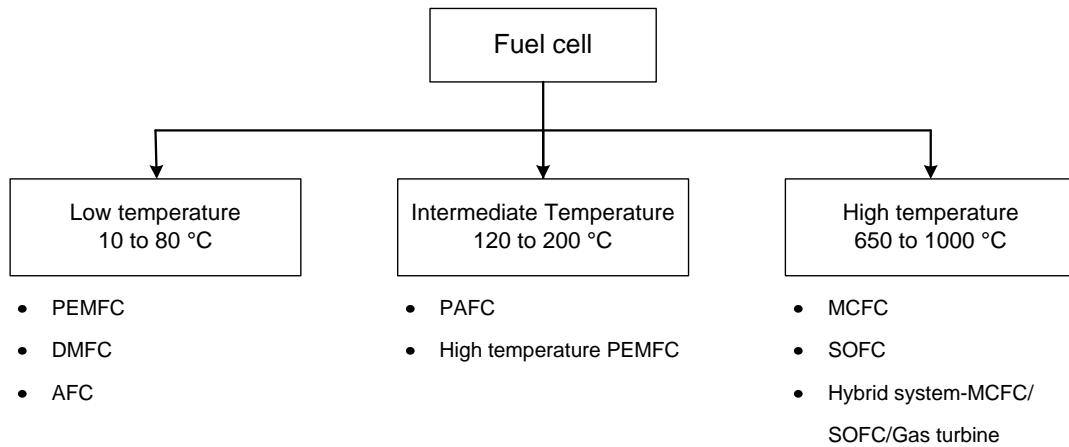 Fuel cell
Low temperature
10 to 80 °C
Intermediate Temperature
120 to 200 °C
High temperature
650 to 1000 °C
• PEMFC
• DMFC
• AFC
• PAFC
• High temperature PEMFC
• MCFC
• SOFC
• Hybrid system-MCFC/
SOFC/Gas turbine